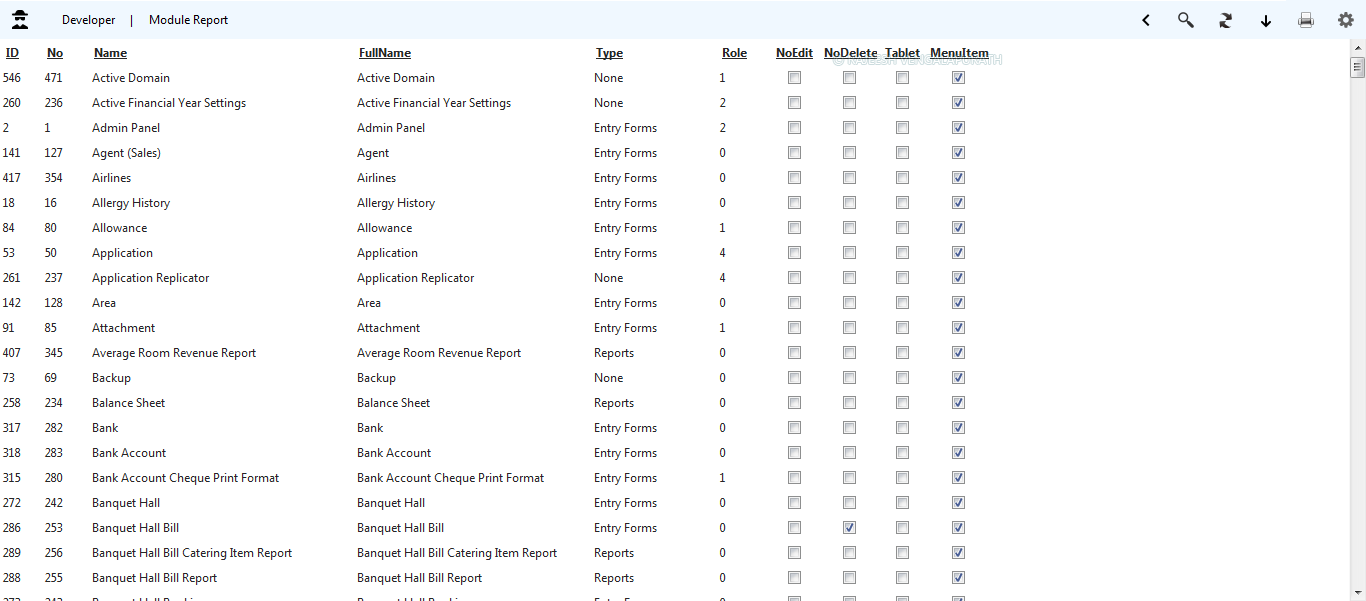 Developer | Module Report
ID No Name FullName Type Role NoEdit NoDelete Tablet MenuItem
546 471 Active Domain Active Domain None 1
260 236 Active Financial Year Settings Active Financial Year Settings None 2
2 1 Admin Panel Admin Panel Entry Forms 2
141 127 Agent (Sales) Agent Entry Forms 0
417 354 Airlines Airlines Entry Forms 0
18 16 Allergy History Allergy History Entry Forms 0
84 80 Allowance Allowance Entry Forms 1
53 50 Application Application Entry Forms 4
261 237 Application Replicator Application Replicator None 4
142 128 Area Area Entry Forms 0
91 85 Attachment Attachment Entry Forms 1
407 345 Average Room Revenue Report Average Room Revenue Report Reports 0
73 69 Backup Backup None 0
258 234 Balance Sheet Balance Sheet Reports 0
317 282 Bank Bank Entry Forms 0
318 283 Bank Account Bank Account Entry Forms 0
315 280 Bank Account Cheque Print Format Bank Account Cheque Print Format Entry Forms 1
272 242 Banquet Hall Banquet Hall Entry Forms 0
286 253 Banquet Hall Bill Banquet Hall Bill Entry Forms 0
289 256 Banquet Hall Bill Catering Item Report Banquet Hall Bill Catering Item Report Reports 0
288 255 Banquet Hall Bill Report Banquet Hall Bill Report Reports 0